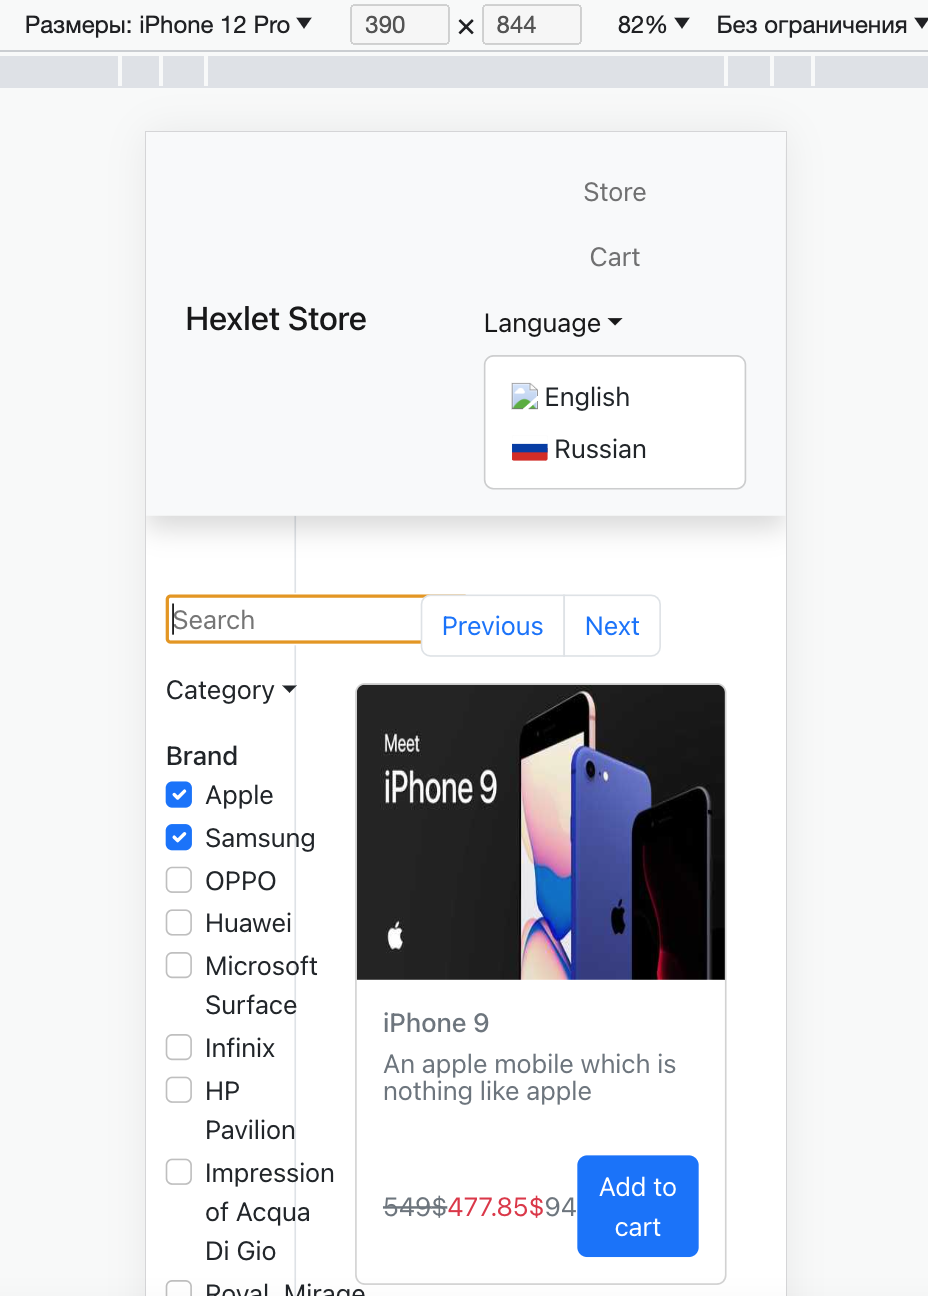 Размеры: iPhone 12 Pro 390 × 844 82% Без ограничения
Store
Cart
Hexlet Store
Language
English
Russian
Search
Previous Next
Category
Brand
Apple
Samsung
OPPO
Huawei
Microsoft
Surface
Infinix
HP
Pavilion
Impression
of Acqua
Di Gio
Royal_Mirage
Meet
iPhone 9
iPhone 9
An apple mobile which is
nothing like apple
549$477.85$94
Add to
cart